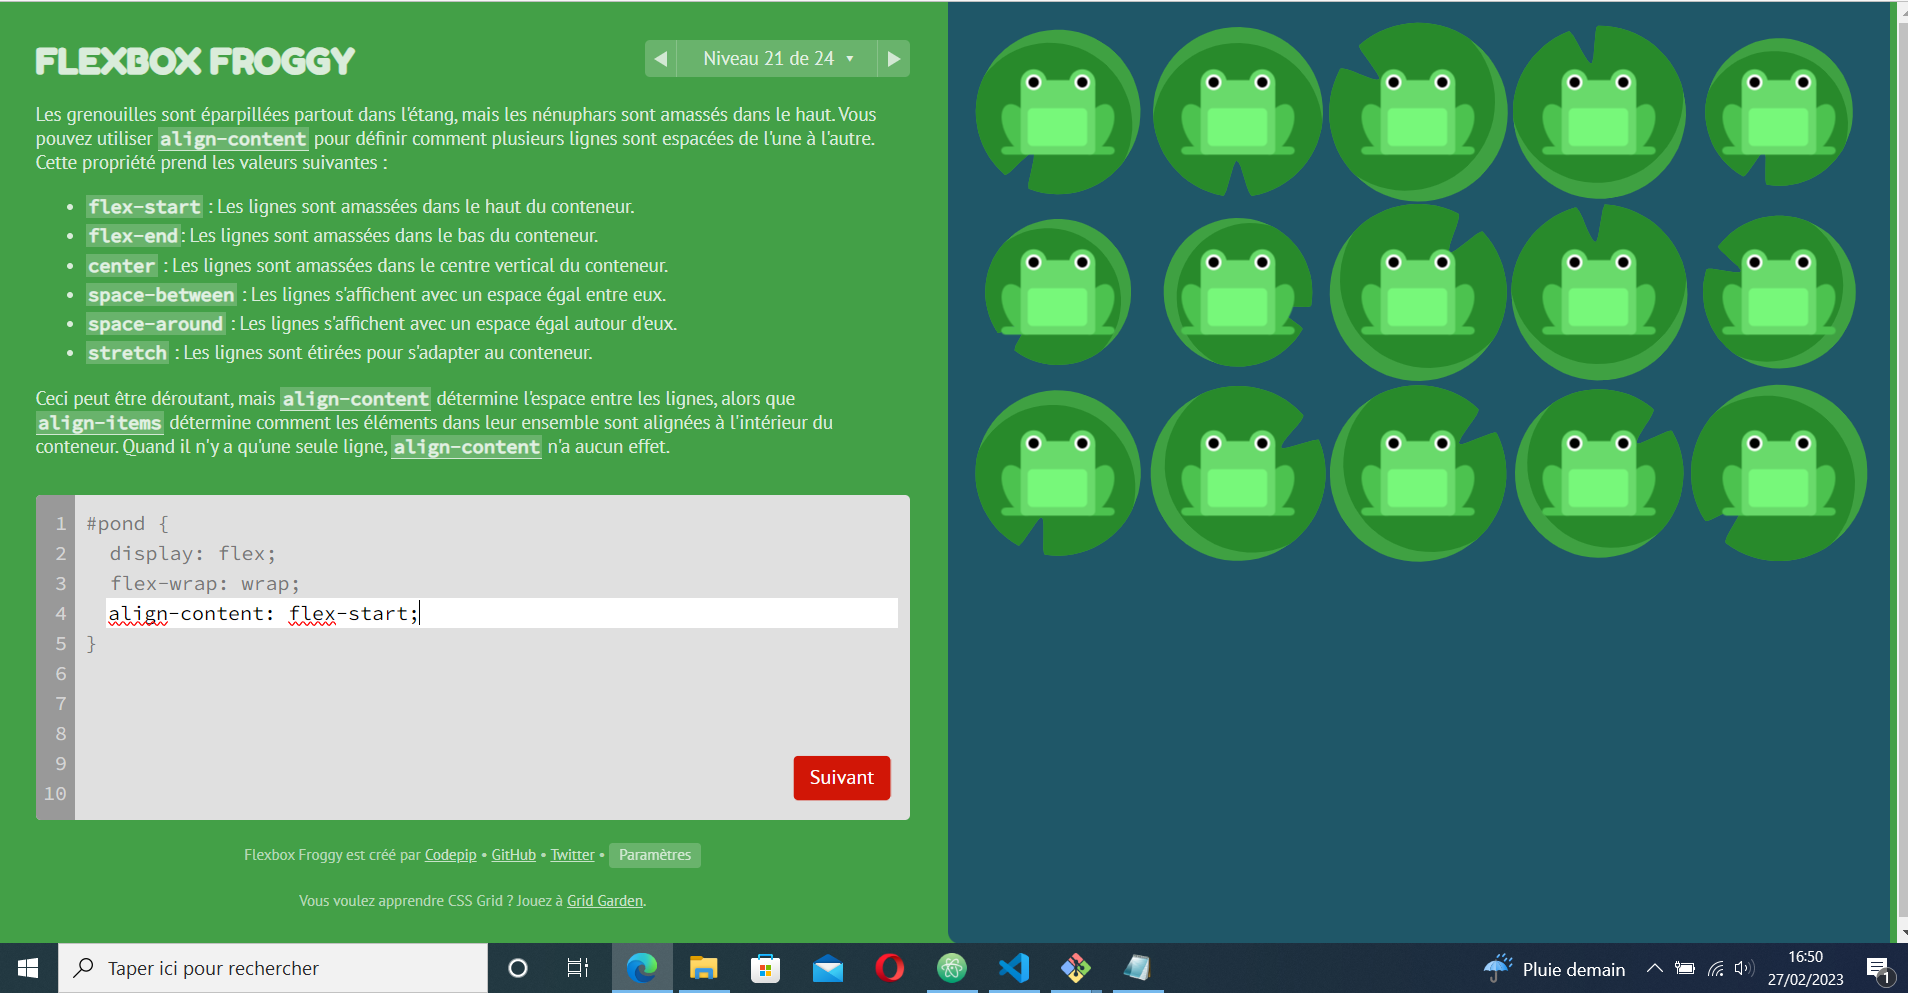 FLEXBOX FROGGY
Niveau 21 de 24
Les grenouilles sont éparpillées partout dans l'étang, mais les nénuphars sont amassés dans le haut. Vous
pouvez utiliser align-content pour définir comment plusieurs lignes sont espacées de l'une à l'autre.
Cette propriété prend les valeurs suivantes :
• flex-start : Les lignes sont amassées dans le haut du conteneur.
• flex-end : Les lignes sont amassées dans le bas du conteneur.
• center : Les lignes sont amassées dans le centre vertical du conteneur.
• space-between : Les lignes s'affichent avec un espace égal entre eux.
• space-around : Les lignes s'affichent avec un espace égal autour d'eux.
• stretch : Les lignes sont étirées pour s'adapter au conteneur.
Ceci peut être déroutant, mais align-content détermine l'espace entre les lignes, alors que
align-items détermine comment les éléments dans leur ensemble sont alignées à l'intérieur du
conteneur. Quand il n'y a qu'une seule ligne, align-content n'a aucun effet.
1 #pond {
2 display: flex;
3 flex-wrap: wrap;
4 align-content: flex-start;
5 }
6
7
8
9
10
Suivant
Flexbox Froggy est créé par Codepip • GitHub • Twitter • Paramètres
Vous voulez apprendre CSS Grid ? Jouez à Grid Garden.
Taper ici pour rechercher
Pluie demain
16:50
27/02/2023
1